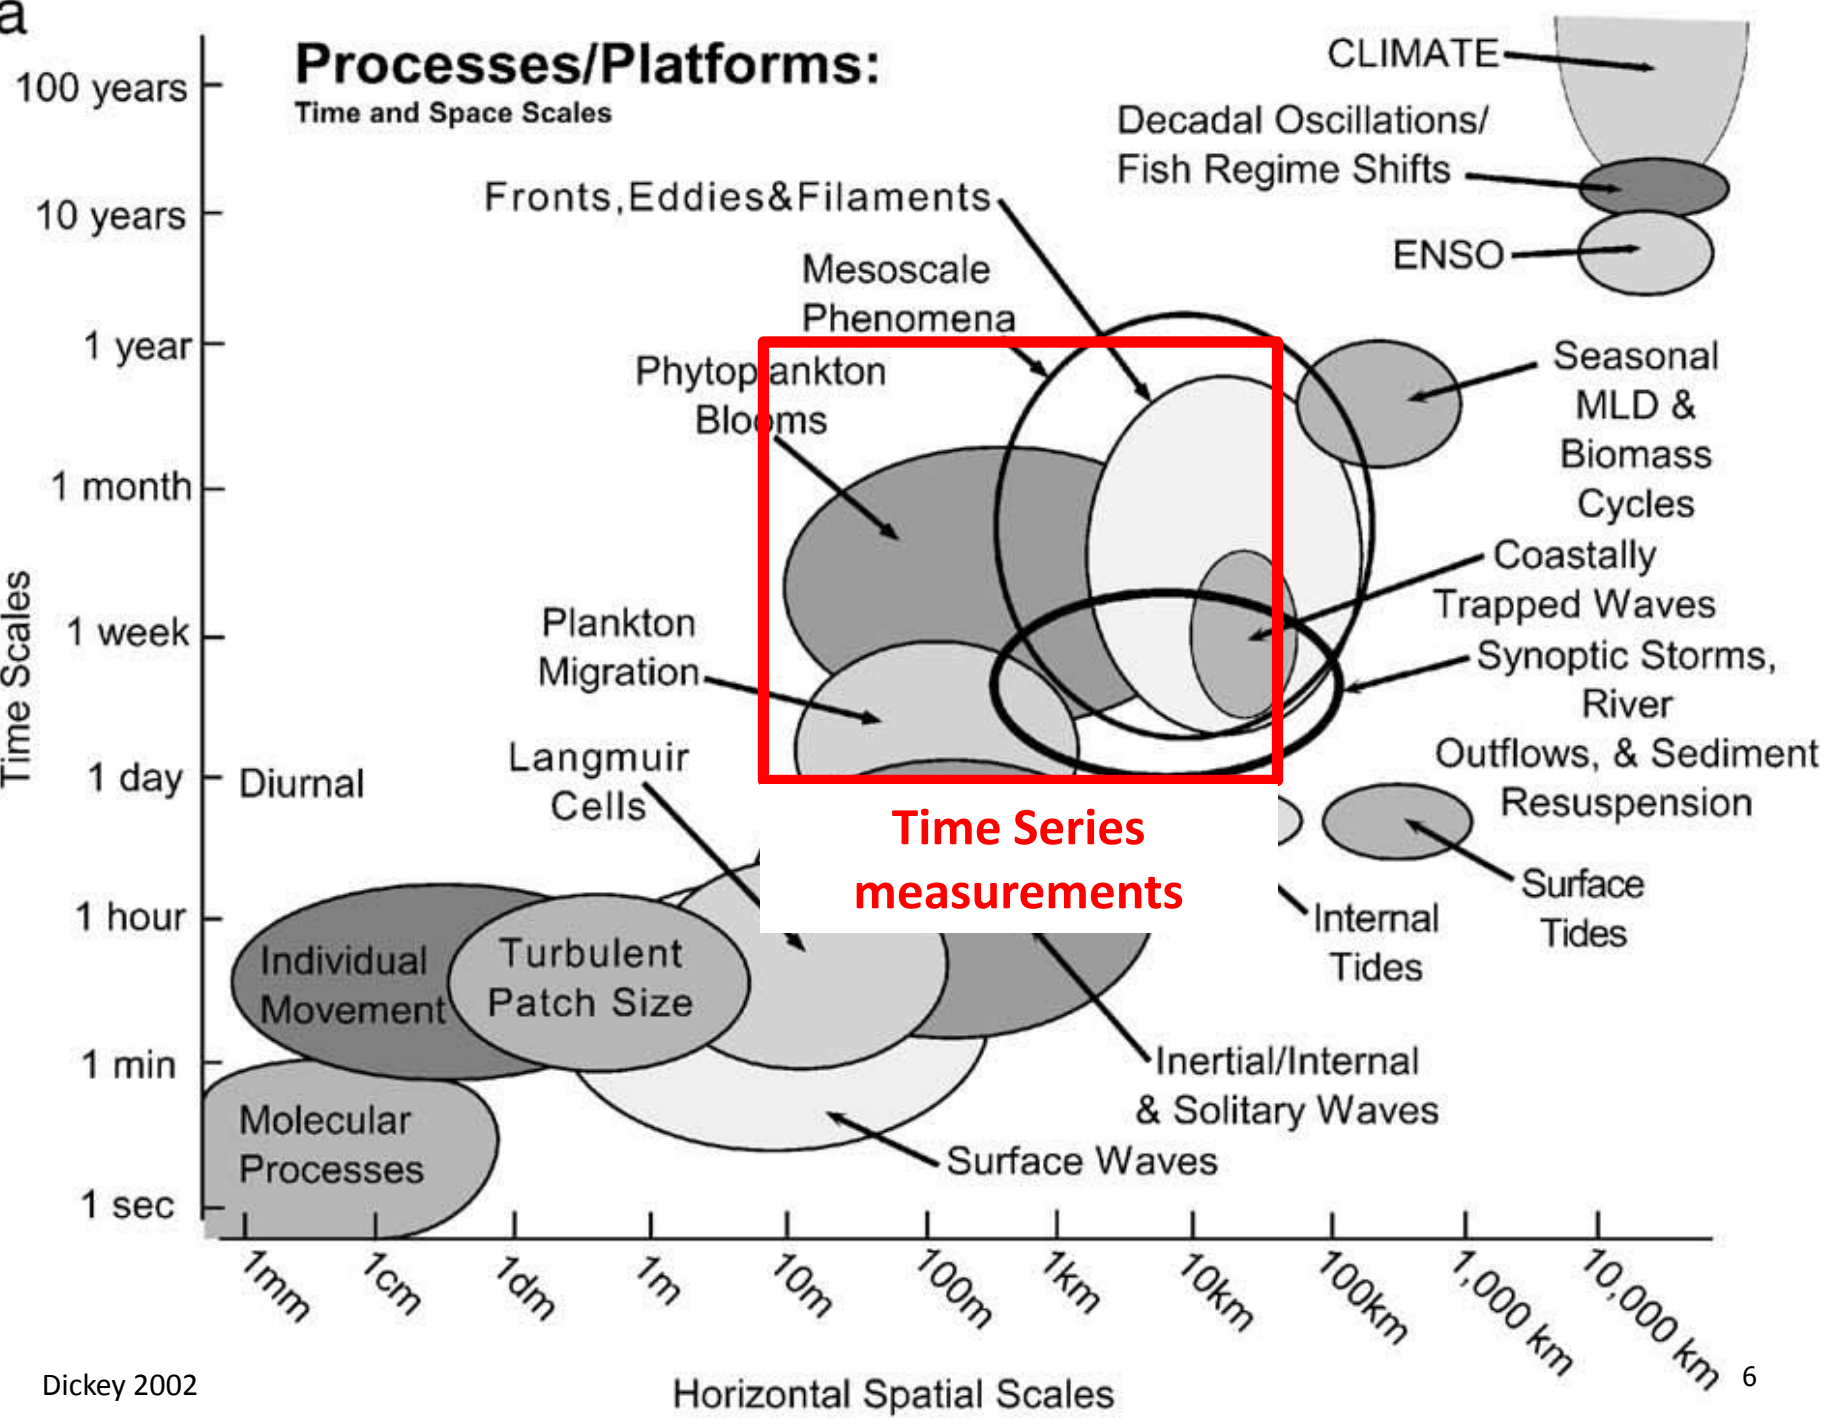 a
Processes/Platforms:
Time and Space Scales
CLIMATE
Decadal Oscillations/
Fish Regime Shifts
ENSO
Fronts,Eddies&Filaments
Mesoscale
Phenomena
Phytoplankton
Blooms
Seasonal
MLD &
Biomass
Cycles
Coastally
Trapped Waves
Synoptic Storms,
River
Outflows, & Sediment
Resuspension
Plankton
Migration
Langmuir
Cells
Diurnal
Time Series
measurements
Surface
Tides
Internal
Tides
Individual
Movement
Turbulent
Patch Size
Inertial/Internal
& Solitary Waves
Molecular
Processes
Surface Waves
Time Scales
100 years
10 years
1 year
1 month
1 week
1 day
1 hour
1 min
1 sec
1mm
1cm
1dm
1m
10m
100m
1km
10km
100km
1,000 km
10,000 km
Horizontal Spatial Scales
Dickey 2002
6